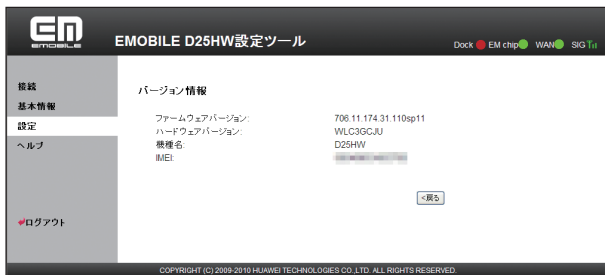 EM
EMOBILE
EMOBILE D25HW設定ツール
Dock EM chip WAN SIG
接続
基本情報
設定
ヘルプ
ログアウト
バージョン情報
ファームウェアバージョン: 706.11.174.31.110sp11
ハードウェアバージョン: WLC3GCJU
機種名: D25HW
IMEI:
<戻る
COPYRIGHT (C) 2009-2010 HUAWEI TECHNOLOGIES CO.,LTD. ALL RIGHTS RESERVED.